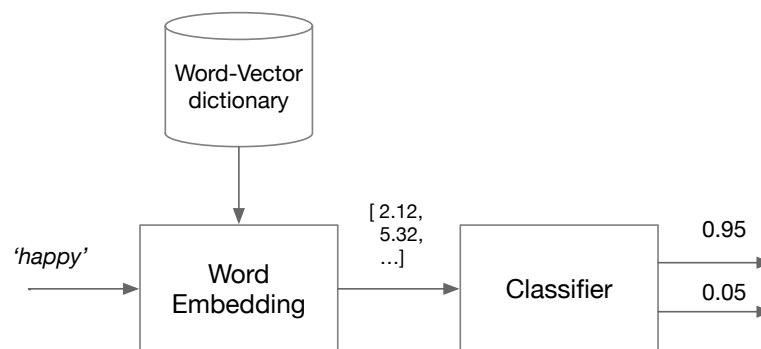 Word-Vector
dictionary
'happy'
Word
Embedding
[ 2.12,
5.32,
...]
Classifier
0.95
0.05